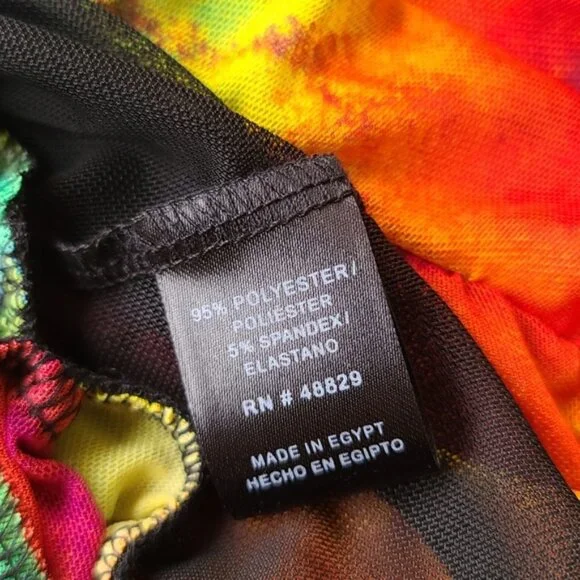 95% POLYESTER/
POLIESTER
5% SPANDEX/
ELASTANO
RN # 48829
MADE IN EGYPT
HECHO EN EGIPTO